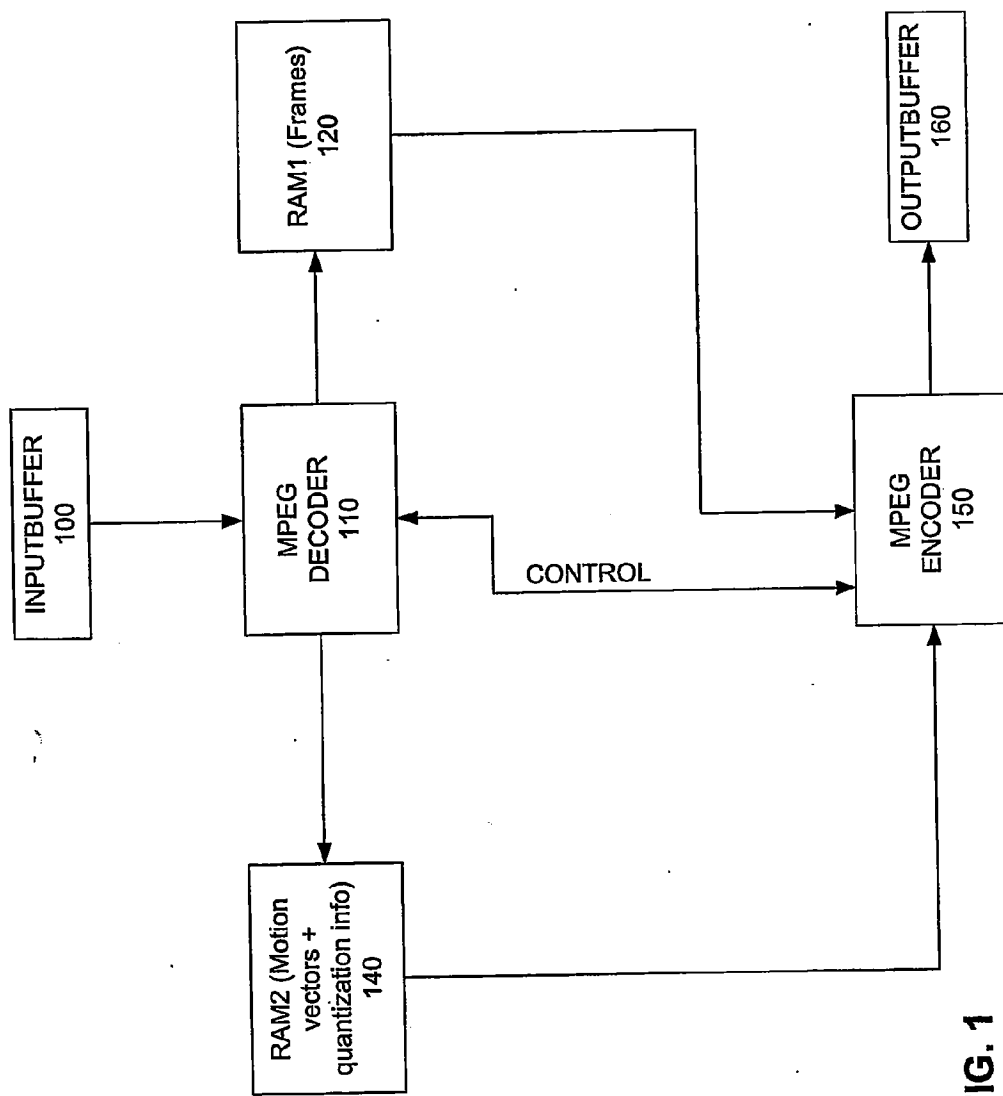 INPUTBUFFER
100
RAM2 (Motion
vectors +
quantization info)
140
MPEG
DECODER
110
RAM1 (Frames)
120
CONTROL
MPEG
ENCODER
150
OUTPUTBUFFER
160
IG. 1